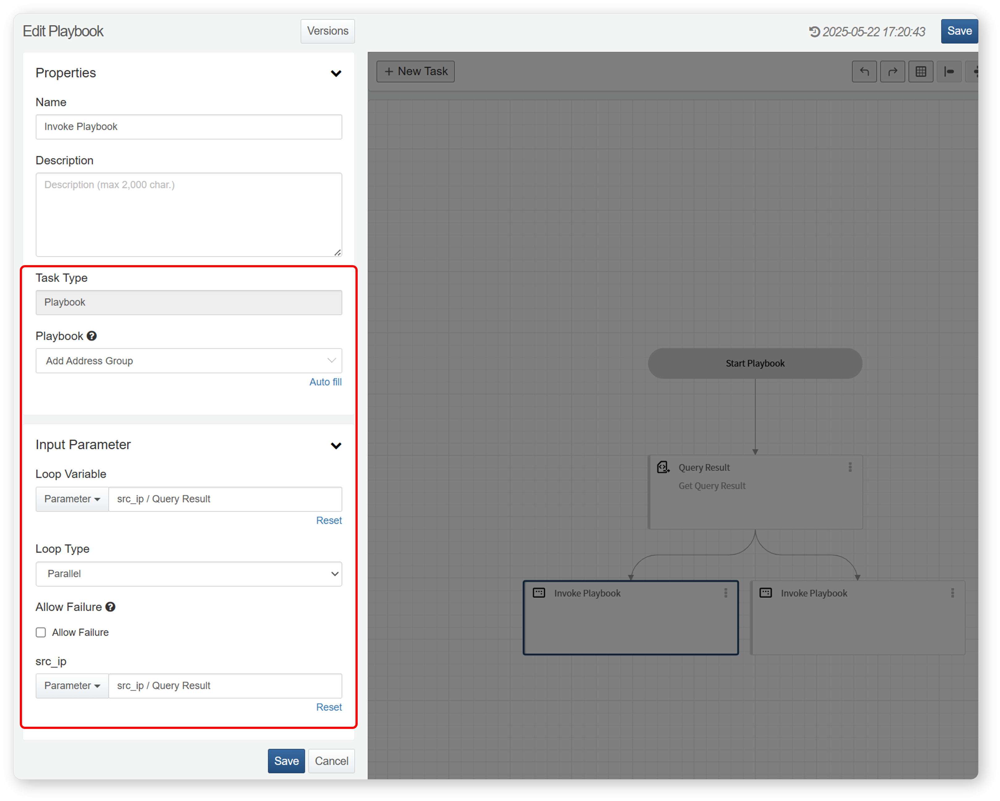 Edit Playbook
Versions
2025-05-22 17:20:43
Save
Properties
Name
Invoke Playbook
Description
Description (max 2,000 char.)
Task Type
Playbook
Playbook
Add Address Group
Auto fill
Input Parameter
Loop Variable
Parameter
src_ip / Query Result
Reset
Loop Type
Parallel
Allow Failure
Allow Failure
src_ip
Parameter
src_ip / Query Result
Reset
Save
Cancel
+ New Task
Start Playbook
Query Result
Get Query Result
Invoke Playbook
Invoke Playbook